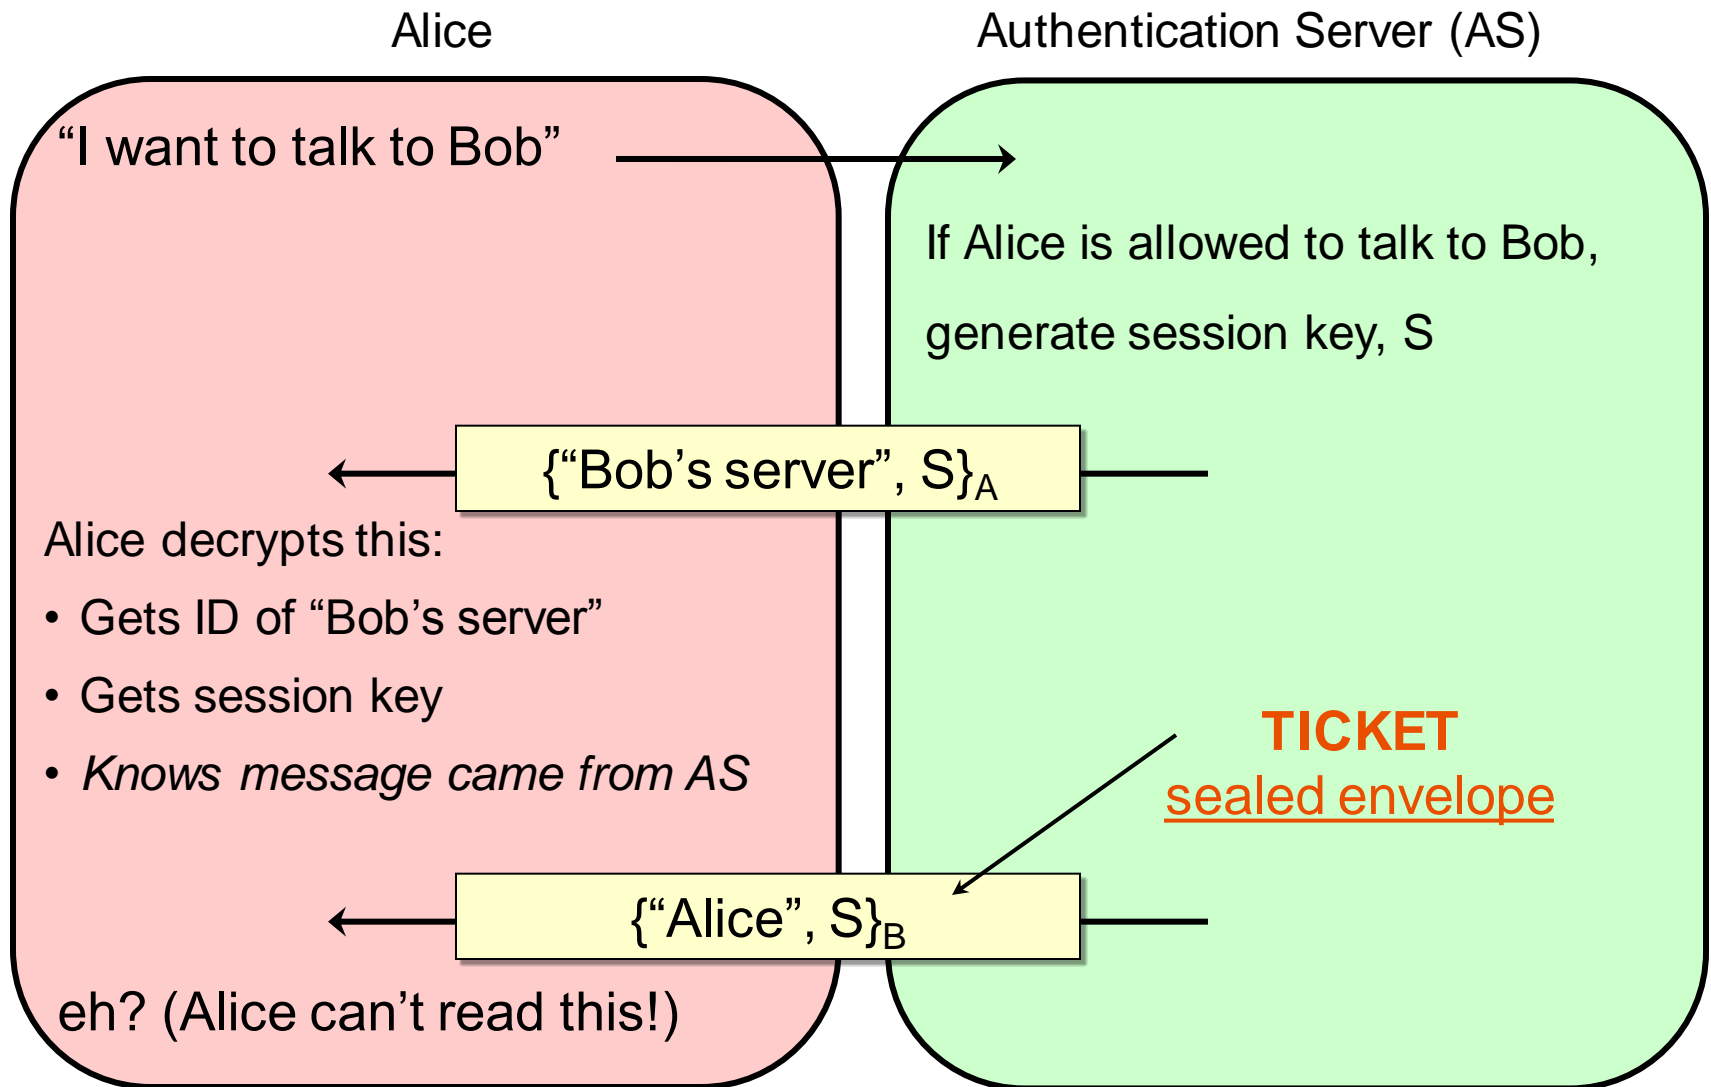 Alice
Authentication Server (AS)
“I want to talk to Bob”
If Alice is allowed to talk to Bob,
generate session key, S
{“Bob’s server”, S}A
Alice decrypts this:
• Gets ID of “Bob’s server”
• Gets session key
• Knows message came from AS
TICKET
sealed envelope
{“Alice”, S}B
eh? (Alice can’t read this!)